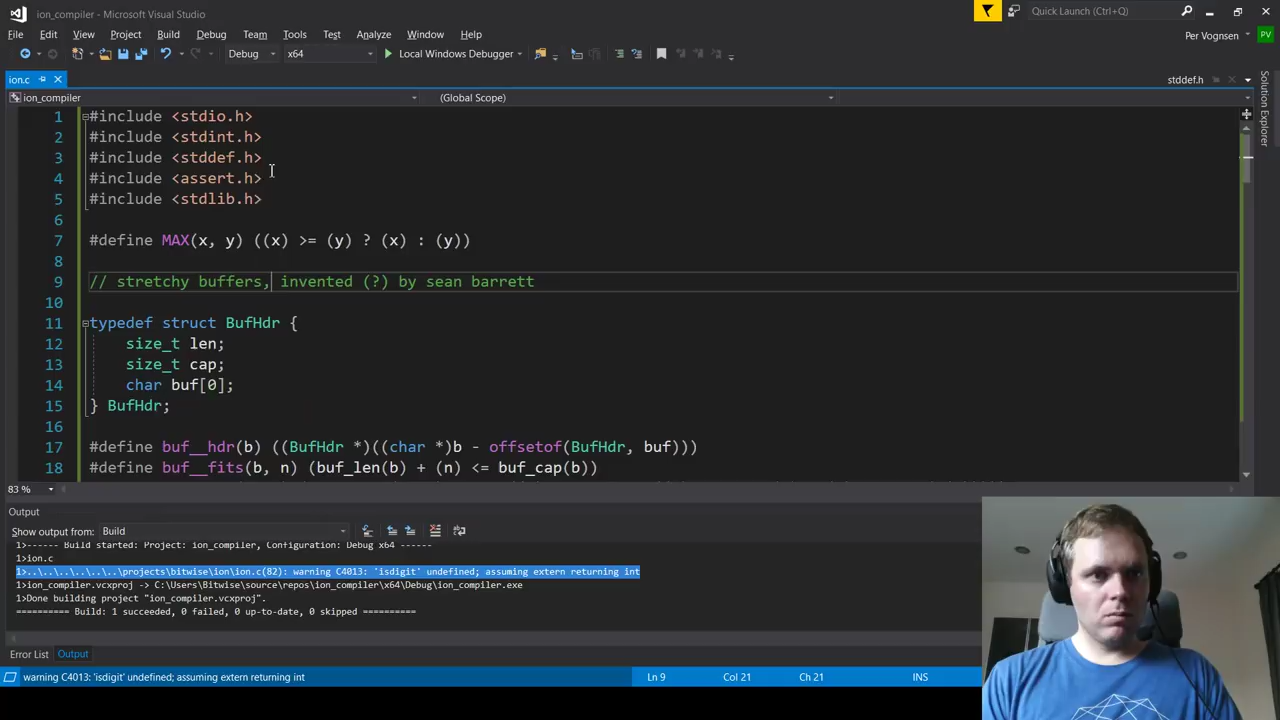 ion_compiler - Microsoft Visual Studio
Quick Launch (Ctrl+Q)
File Edit View Project Build Debug Team Tools Test Analyze Window Help
Per Vognsen PV
Debug x64 Local Windows Debugger
ion.c stddef.h
ion_compiler (Global Scope)
Solution Explorer
1 #include <stdio.h>
2 #include <stdint.h>
3 #include <stddef.h>
4 #include <assert.h>
5 #include <stdlib.h>
6
7 #define MAX(x, y) ((x) >= (y) ? (x) : (y))
8
9 // stretchy buffers, invented (?) by sean barrett
10
11 typedef struct BufHdr {
12 size_t len;
13 size_t cap;
14 char buf[0];
15 } BufHdr;
16
17 #define buf__hdr(b) ((BufHdr *)((char *)b - offsetof(BufHdr, buf)))
18 #define buf__fits(b, n) (buf_len(b) + (n) <= buf_cap(b))
83 %
Output
Show output from: Build
1>------ Build started: Project: ion_compiler, Configuration: Debug x64 ------
1>ion.c
1>..\..\..\..\..\projects\bitwise\ion\ion.c(82): warning C4013: 'isdigit' undefined; assuming extern returning int
1>ion_compiler.vcxproj -> C:\Users\Bitwise\source\repos\ion_compiler\x64\Debug\ion_compiler.exe
1>Done building project "ion_compiler.vcxproj".
========== Build: 1 succeeded, 0 failed, 0 up-to-date, 0 skipped ==========
Error List Output
warning C4013: 'isdigit' undefined; assuming extern returning int Ln 9 Col 21 Ch 21 INS